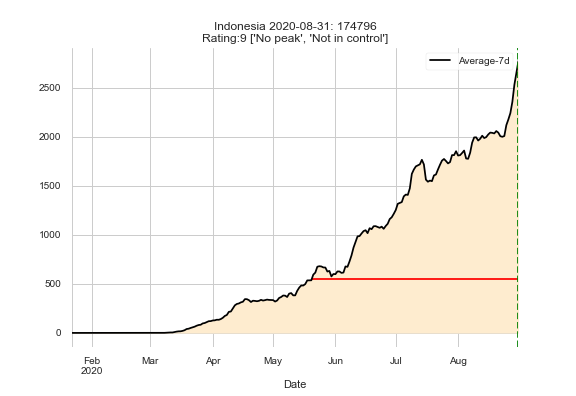 Indonesia 2020-08-31: 174796
Rating:9 ['No peak', 'Not in control']
Average-7d
2500
2000
1500
1000
500
0
Feb Mar Apr May Jun Jul Aug
2020
Date